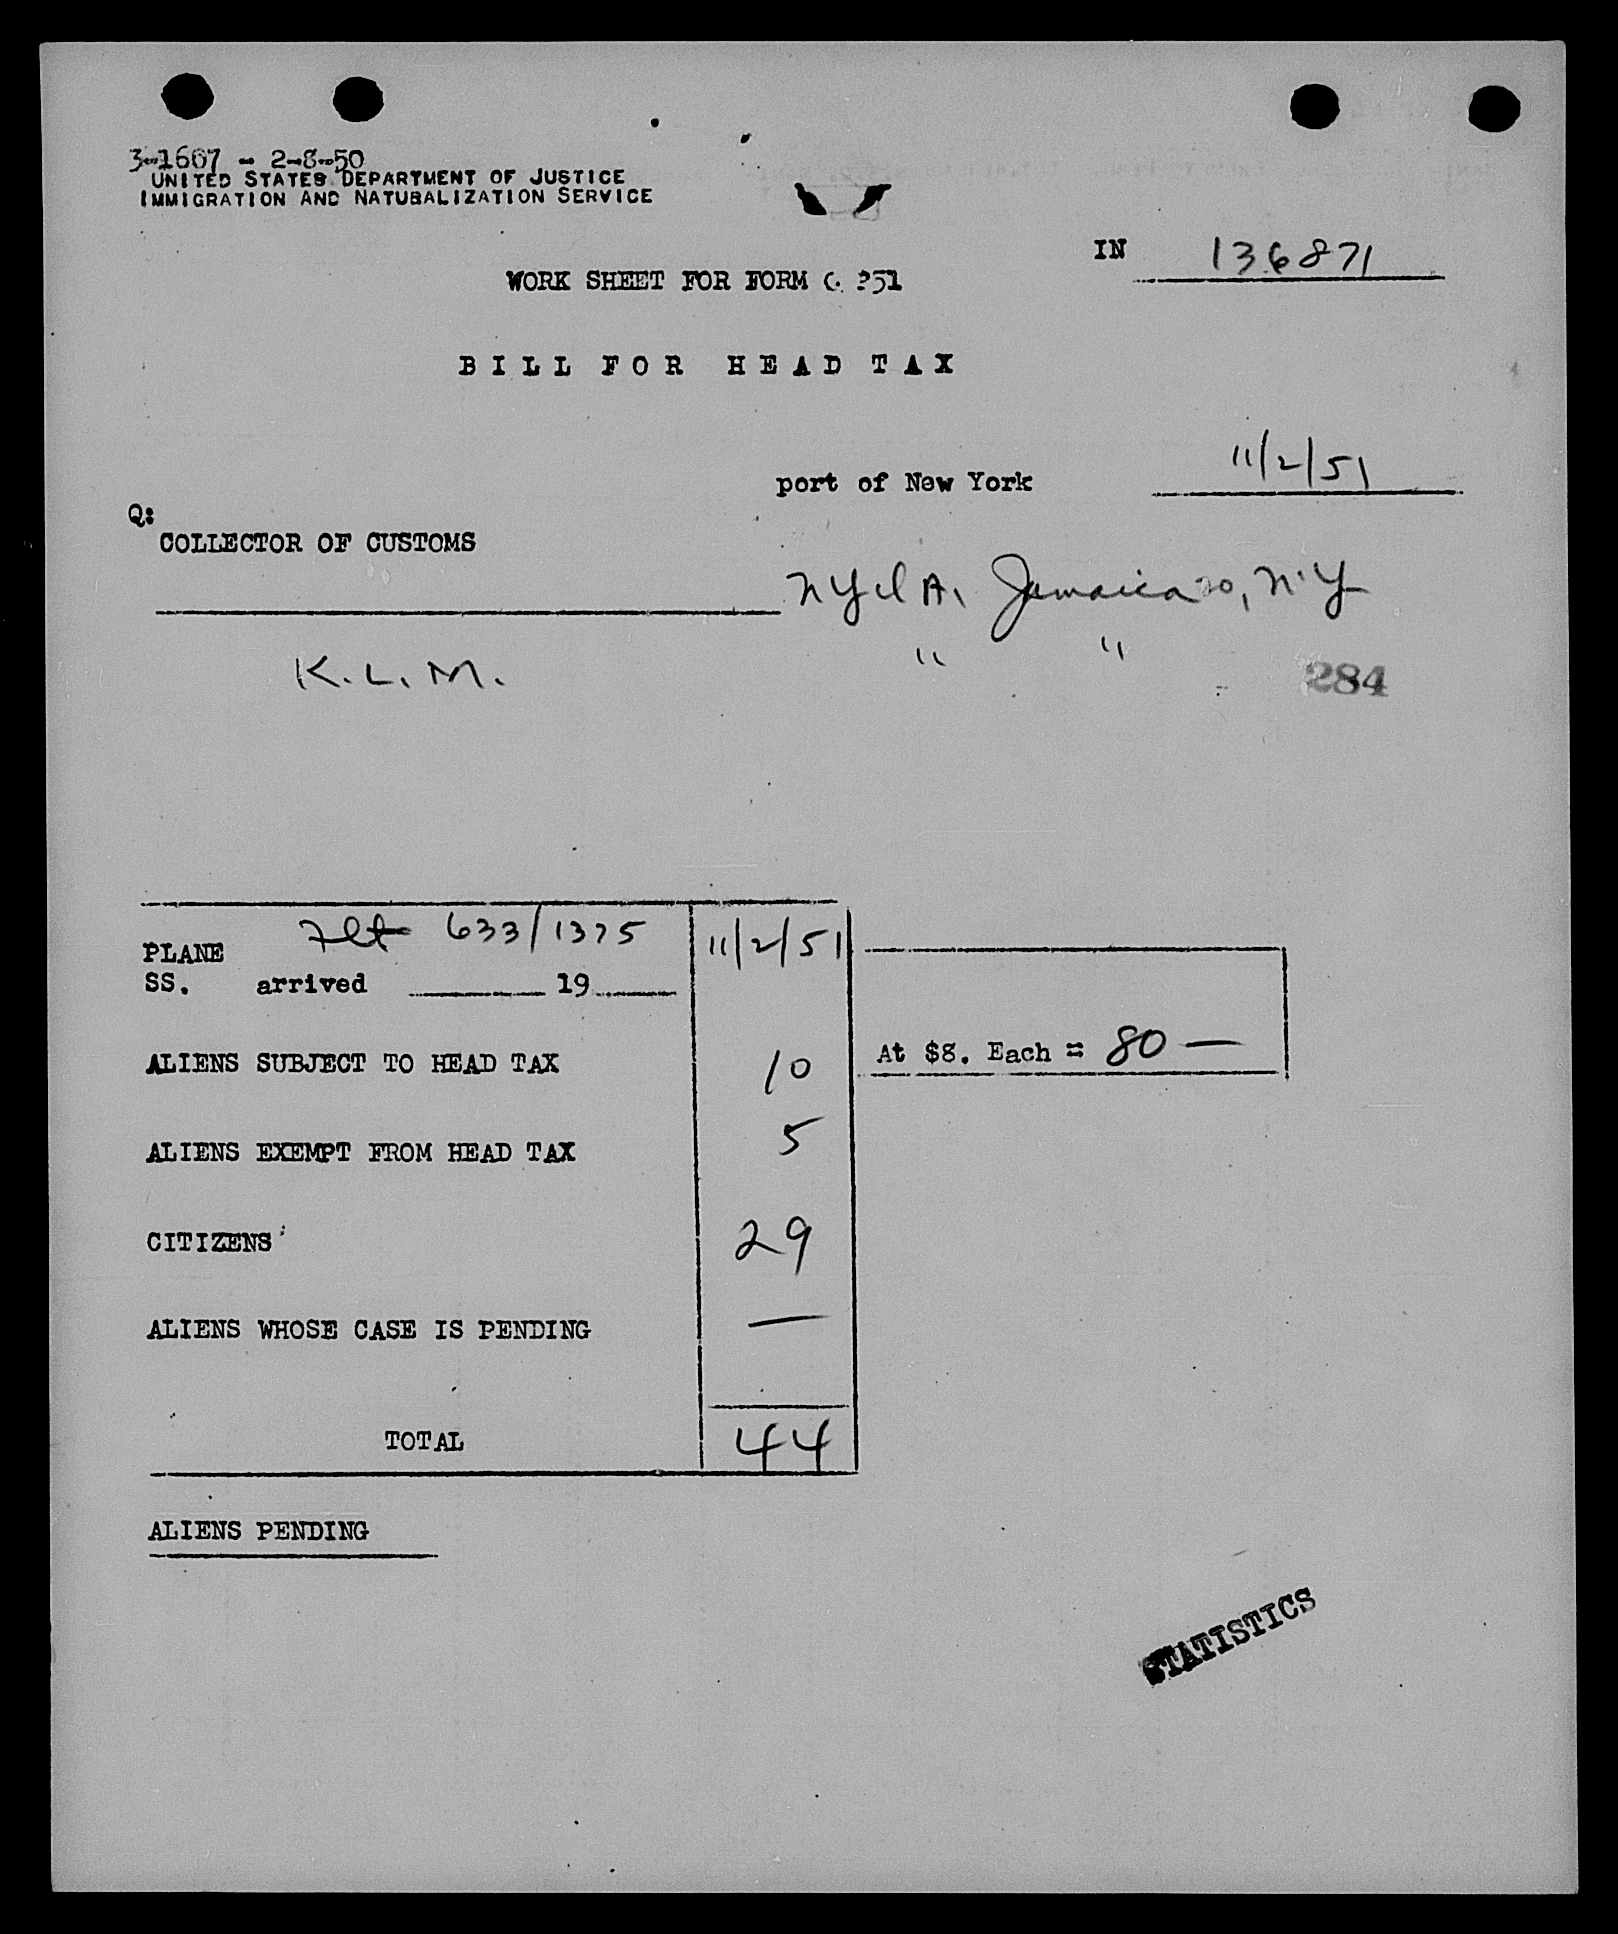 3-1667 - 2-8-50
UNITED STATES DEPARTMENT OF JUSTICE
IMMIGRATION AND NATURALIZATION SERVICE
IN 136871
WORK SHEET FOR FORM 351
BILL FOR HEAD TAX
port of New York 11/2/51
Q:
COLLECTOR OF CUSTOMS
NYIA, Jamaica 20, N.Y
K.L.M. " "
284
PLANE Flt 633/1375 11/2/51
SS. arrived 19
ALIENS SUBJECT TO HEAD TAX 10 At $8. Each = 80 —
ALIENS EXEMPT FROM HEAD TAX 5
CITIZENS 29
ALIENS WHOSE CASE IS PENDING —
TOTAL 44
ALIENS PENDING
STATISTICS